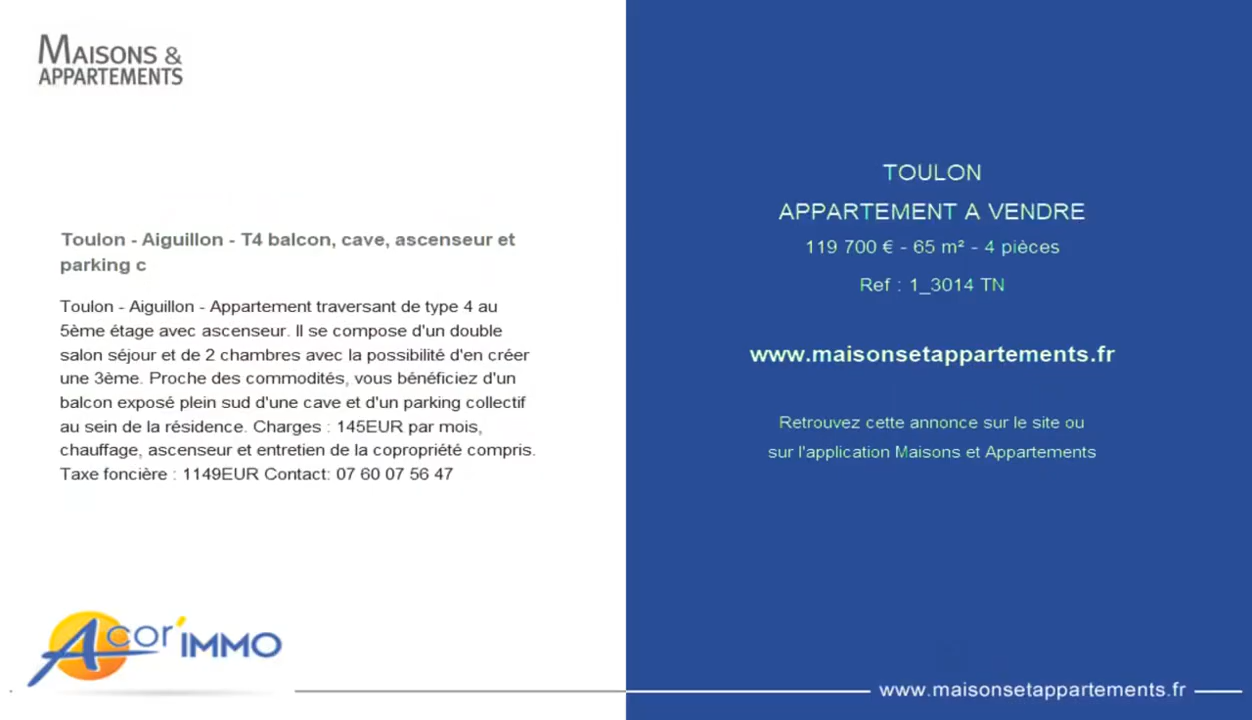 MAISONS &
APPARTEMENTS
Toulon - Aiguillon - T4 balcon, cave, ascenseur et
parking c
Toulon - Aiguillon - Appartement traversant de type 4 au
5ème étage avec ascenseur. Il se compose d'un double
salon séjour et de 2 chambres avec la possibilité d'en créer
une 3ème. Proche des commodités, vous bénéficiez d'un
balcon exposé plein sud d'une cave et d'un parking collectif
au sein de la résidence. Charges : 145EUR par mois,
chauffage, ascenseur et entretien de la copropriété compris.
Taxe foncière : 1149EUR Contact: 07 60 07 56 47
Acor'IMMO
TOULON
APPARTEMENT A VENDRE
119 700 € - 65 m² - 4 pièces
Ref : 1_3014 TN
www.maisonsetappartements.fr
Retrouvez cette annonce sur le site ou
sur l'application Maisons et Appartements
www.maisonsetappartements.fr